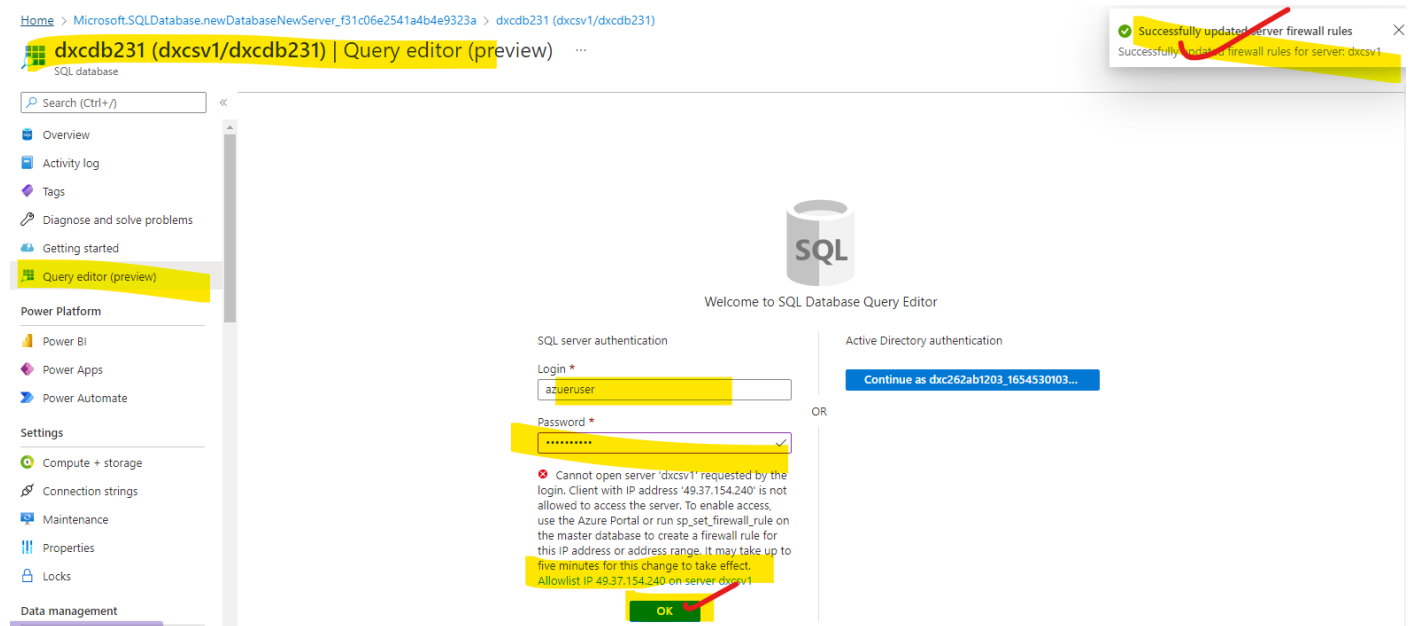 Home > Microsoft.SQLDatabase.newDatabaseNewServer_f31c06e2541a4b4e9323a > dxcdb231 (dxcsv1/dxcdb231)
dxcdb231 (dxcsv1/dxcdb231) | Query editor (preview) ...
SQL database
Successfully updated server firewall rules
Successfully updated firewall rules for server: dxcsv1
Search (Ctrl+/)
«
Overview
Activity log
Tags
Diagnose and solve problems
Getting started
Query editor (preview)
Power Platform
Power BI
Power Apps
Power Automate
Settings
Compute + storage
Connection strings
Maintenance
Properties
Locks
Data management
SQL
Welcome to SQL Database Query Editor
SQL server authentication
Login *
azueruser
Password *
••••••••••
Cannot open server 'dxcsv1' requested by the
login. Client with IP address '49.37.154.240' is not
allowed to access the server. To enable access,
use the Azure Portal or run sp_set_firewall_rule on
the master database to create a firewall rule for
this IP address or address range. It may take up to
five minutes for this change to take effect.
Allowlist IP 49.37.154.240 on server dxcsv1
OK
OR
Active Directory authentication
Continue as dxc262ab1203_1654530103...